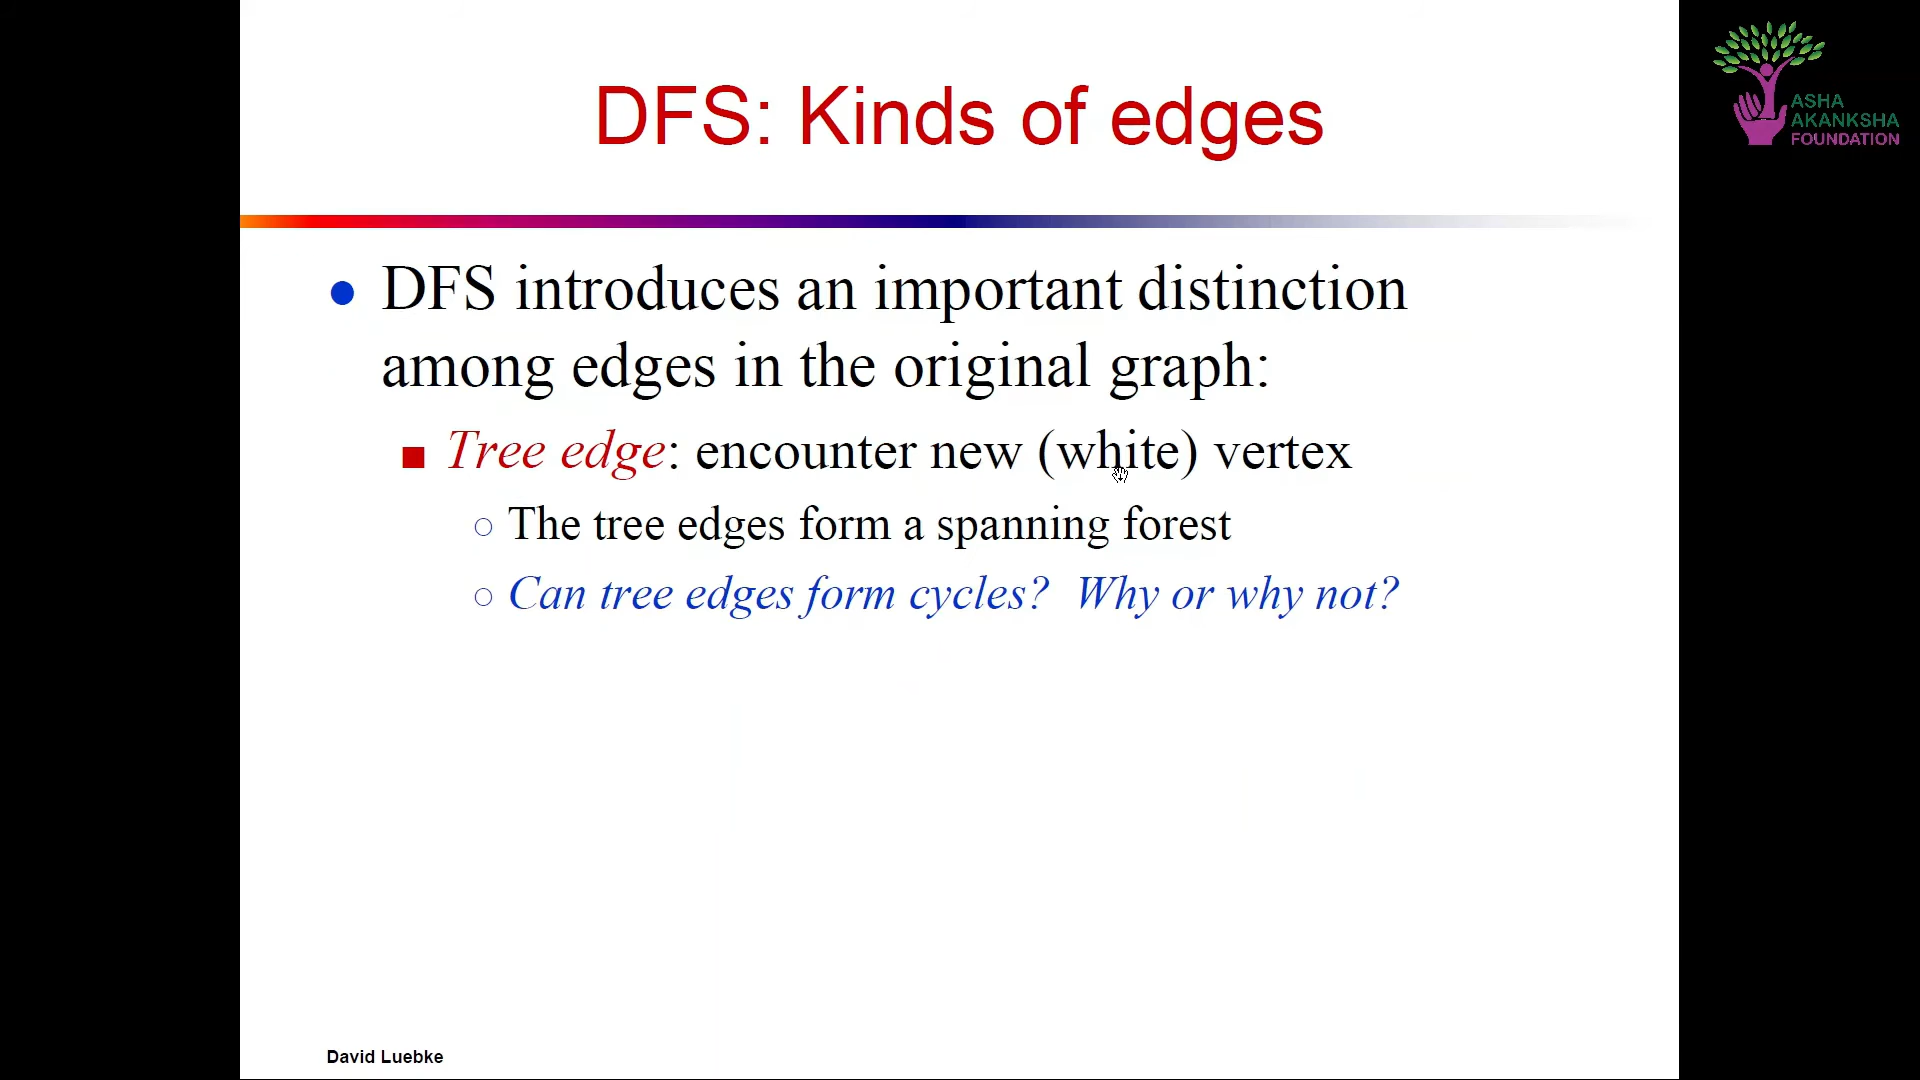 DFS: Kinds of edges
ASHA
AKANKSHA
FOUNDATION
• DFS introduces an important distinction
among edges in the original graph:
■ Tree edge: encounter new (white) vertex
○ The tree edges form a spanning forest
○ Can tree edges form cycles? Why or why not?
David Luebke